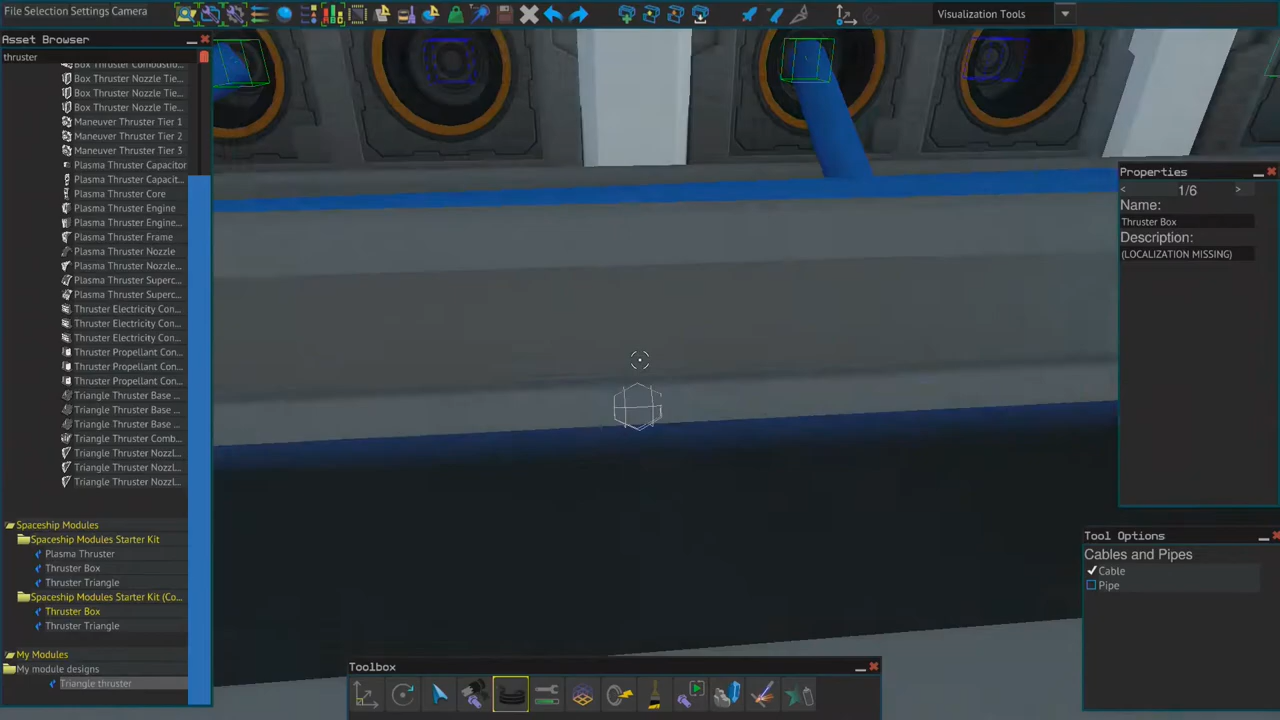 File Selection Settings Camera
Visualization Tools
Asset Browser
thruster
Box Thruster Combustio...
Box Thruster Nozzle Tie...
Box Thruster Nozzle Tie...
Box Thruster Nozzle Tie...
Maneuver Thruster Tier 1
Maneuver Thruster Tier 2
Maneuver Thruster Tier 3
Plasma Thruster Capacitor
Plasma Thruster Capacit...
Plasma Thruster Core
Plasma Thruster Engine
Plasma Thruster Engine...
Plasma Thruster Frame
Plasma Thruster Nozzle
Plasma Thruster Nozzle...
Plasma Thruster Superc...
Plasma Thruster Superc...
Thruster Electricity Con...
Thruster Electricity Con...
Thruster Electricity Con...
Thruster Propellant Con...
Thruster Propellant Con...
Thruster Propellant Con...
Triangle Thruster Base ...
Triangle Thruster Base ...
Triangle Thruster Base ...
Triangle Thruster Comb...
Triangle Thruster Nozzl...
Triangle Thruster Nozzl...
Triangle Thruster Nozzl...
Spaceship Modules
Spaceship Modules Starter Kit
Plasma Thruster
Thruster Box
Thruster Triangle
Spaceship Modules Starter Kit (Co...
Thruster Box
Thruster Triangle
My Modules
My module designs
Triangle thruster
Properties
< 1/6 >
Name:
Thruster Box
Description:
(LOCALIZATION MISSING)
Tool Options
Cables and Pipes
Cable
Pipe
Toolbox